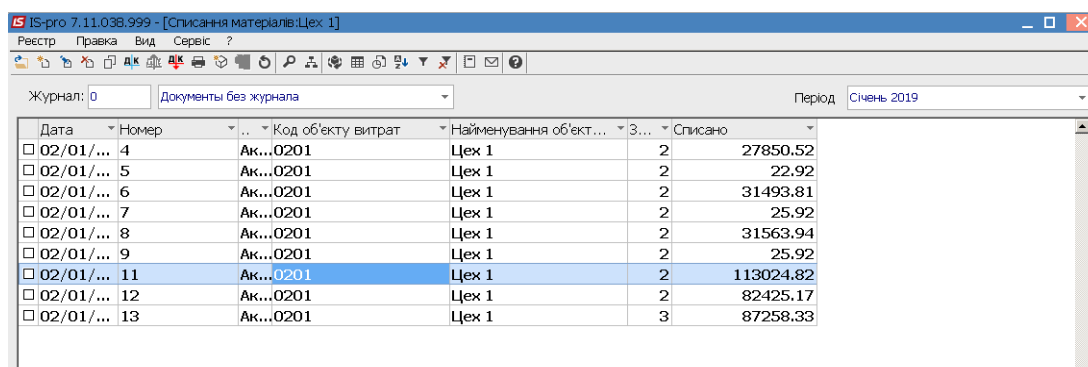 IS-pro 7.11.038.999 - [Списання матеріалів:Цех 1]
Реєстр Правка Вид Сервіс ?
Журнал: 0 Документы без журнала Період Січень 2019
Дата Номер .. Код об'єкту витрат Найменування об'єкт... З... Списано
02/01/... 4 Ак... 0201 Цех 1 2 27850.52
02/01/... 5 Ак... 0201 Цех 1 2 22.92
02/01/... 6 Ак... 0201 Цех 1 2 31493.81
02/01/... 7 Ак... 0201 Цех 1 2 25.92
02/01/... 8 Ак... 0201 Цех 1 2 31563.94
02/01/... 9 Ак... 0201 Цех 1 2 25.92
02/01/... 11 Ак... 0201 Цех 1 2 113024.82
02/01/... 12 Ак... 0201 Цех 1 2 82425.17
02/01/... 13 Ак... 0201 Цех 1 3 87258.33